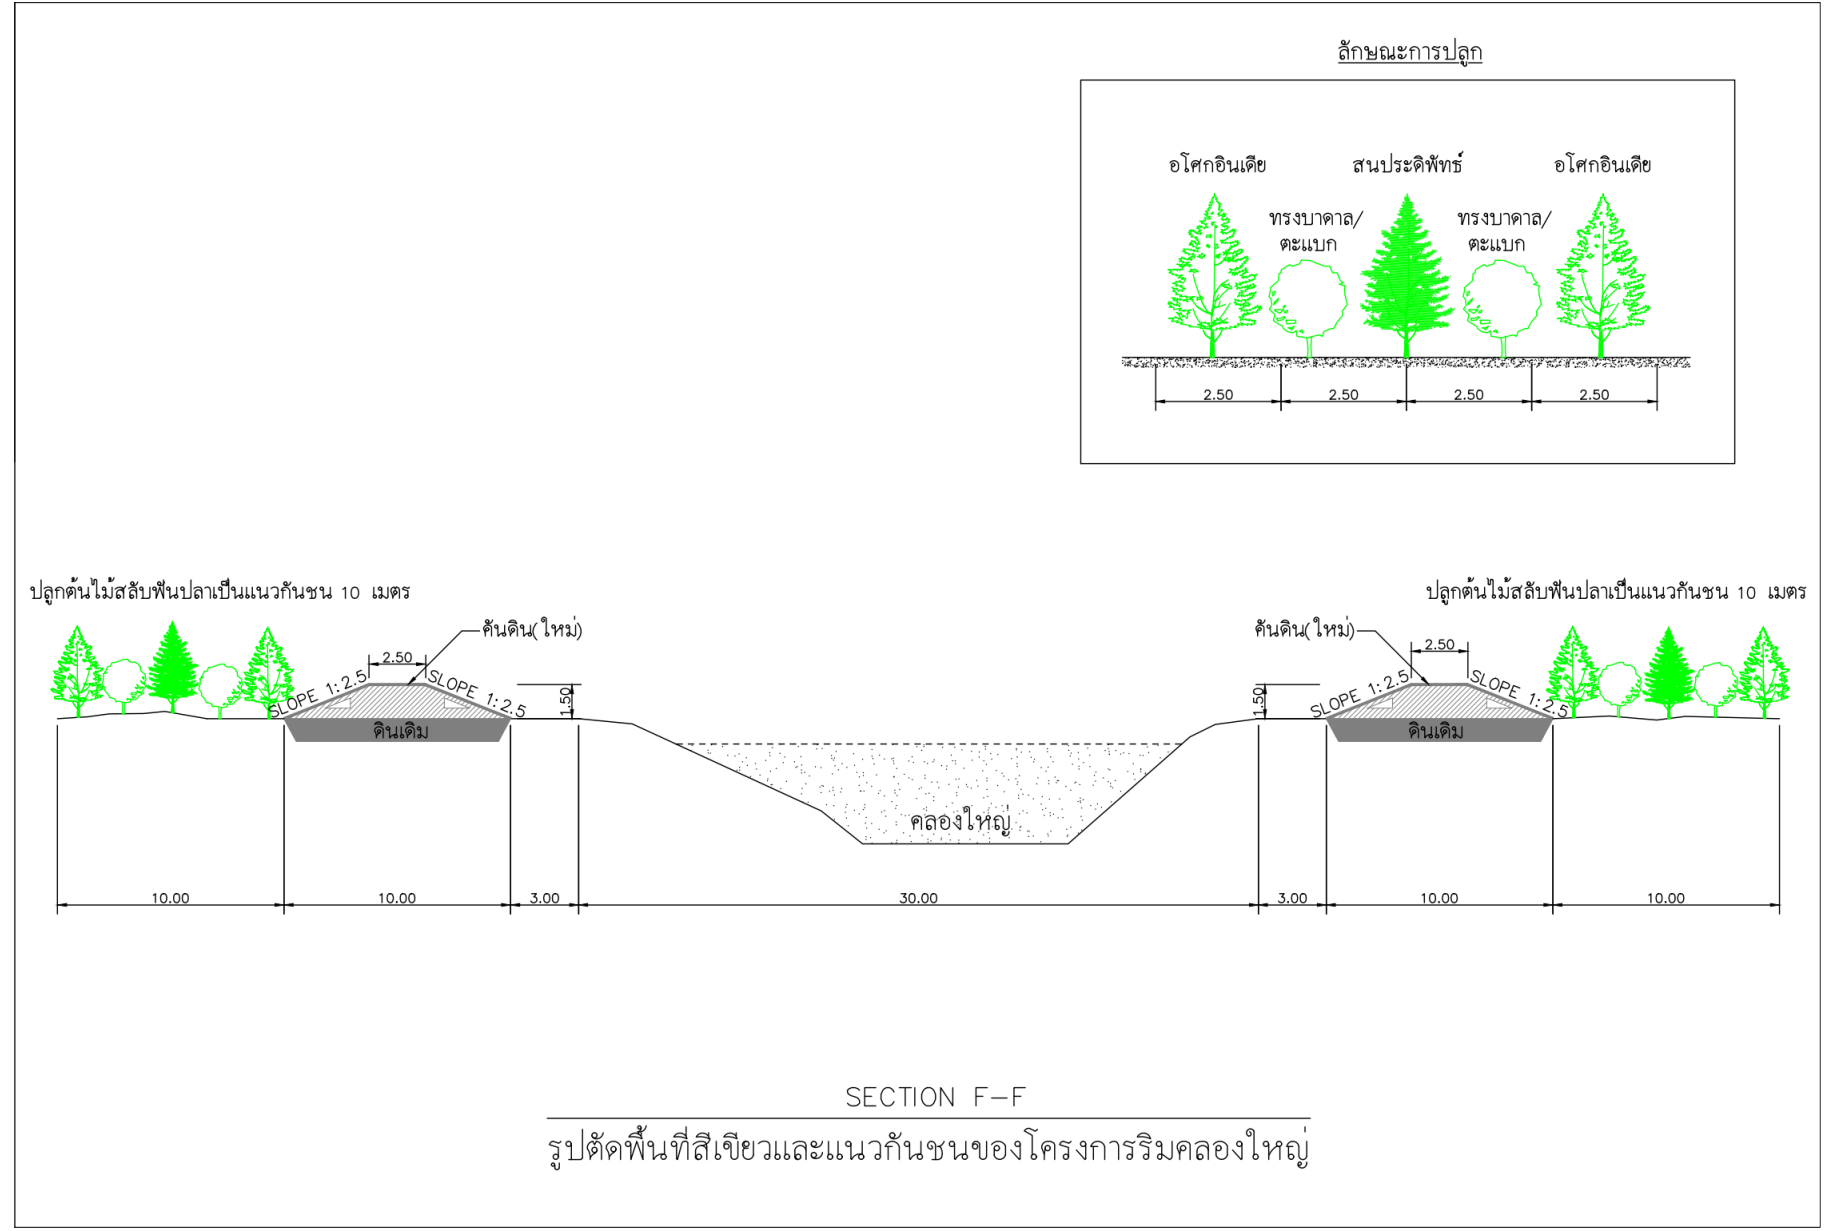 ลักษณะการปลูก
อโศกอินเดีย สนประดิพัทธ์ อโศกอินเดีย
ทรงบาดาล/ ทรงบาดาล/
ตะแบก ตะแบก
2.50 2.50 2.50 2.50
ปลูกต้นไม้สลับฟันปลาเป็นแนวกันชน 10 เมตร ปลูกต้นไม้สลับฟันปลาเป็นแนวกันชน 10 เมตร
คันดิน(ใหม่) คันดิน(ใหม่)
2.50 2.50
SLOPE 1:2.5 SLOPE 1:2.5 1.50 1.50 SLOPE 1:2.5 SLOPE 1:2.5
ดินเดิม ดินเดิม
คลองใหญ่
10.00 10.00 3.00 30.00 3.00 10.00 10.00
SECTION F-F
รูปตัดพื้นที่สีเขียวและแนวกันชนของโครงการริมคลองใหญ่